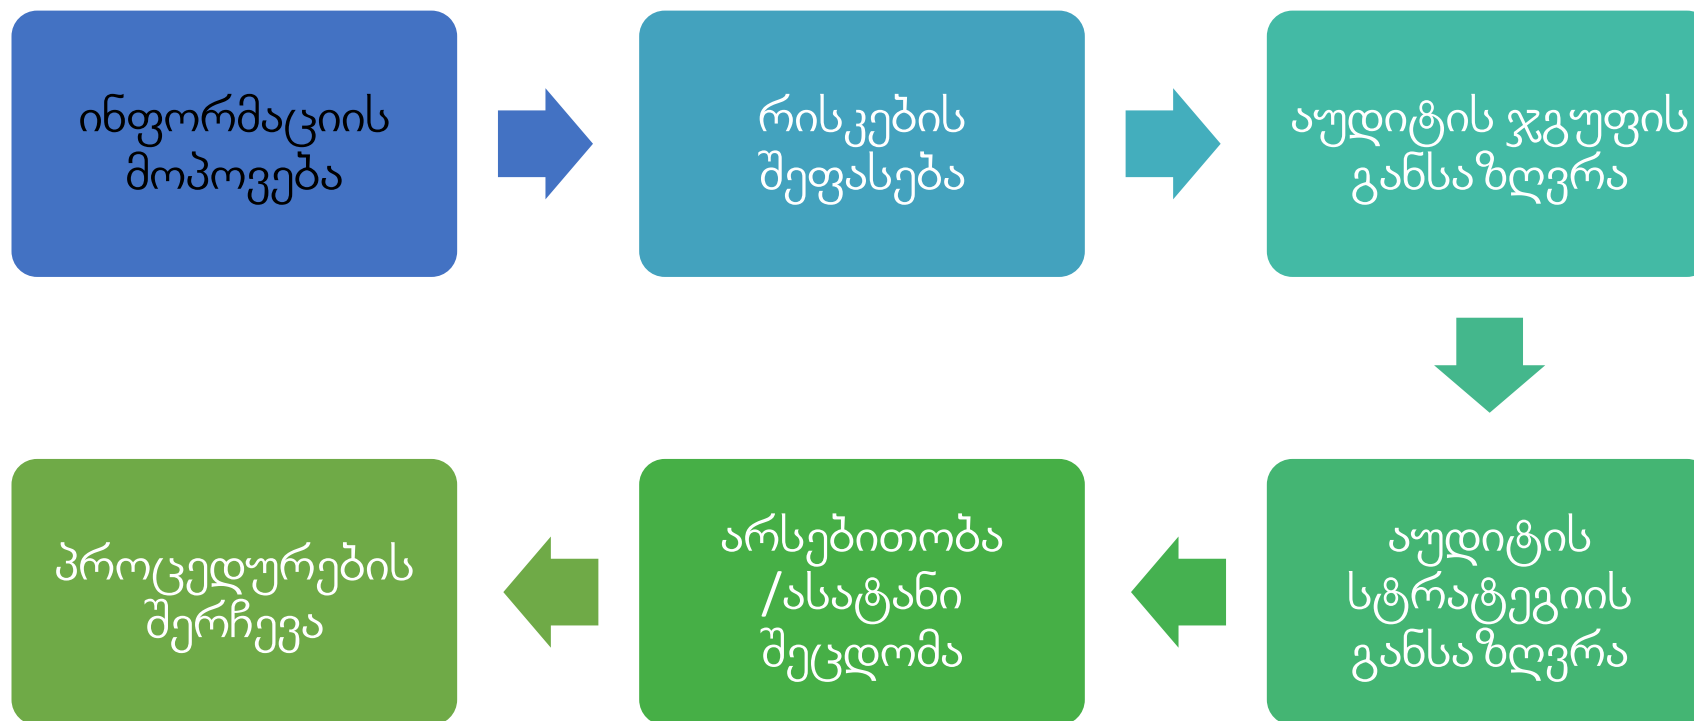 ინფორმაციის
მოპოვება
რისკების
შეფასება
აუდიტის ჯგუფის
განსაზღვრა
აუდიტის
სტრატეგიის
განსაზღვრა
არსებითობა
/ასატანი
შეცდომა
პროცედურების
შერჩევა